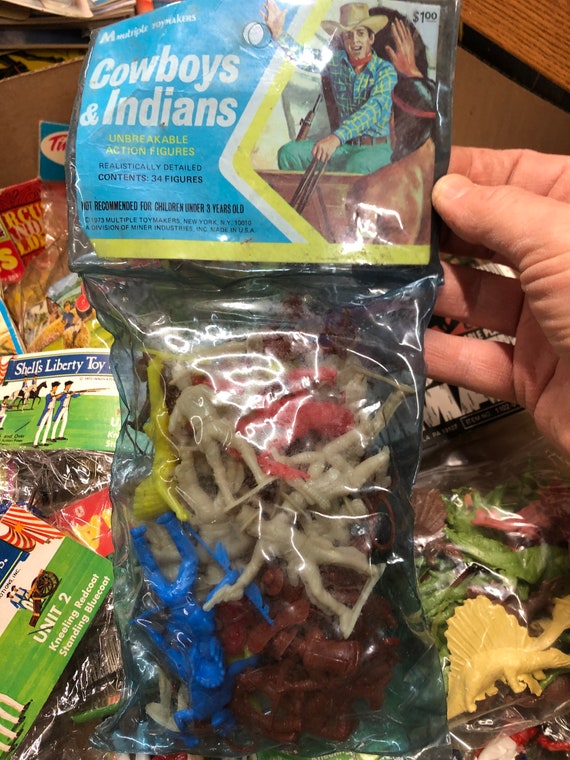 M multiple TOYMAKERS
$1.00
Cowboys
& Indians
UNBREAKABLE
ACTION FIGURES
REALISTICALLY DETAILED
CONTENTS: 34 FIGURES
NOT RECOMMENDED FOR CHILDREN UNDER 3 YEARS OLD
©1973 MULTIPLE TOYMAKERS, NEW YORK, N.Y. 10010
A DIVISION OF MINER INDUSTRIES, INC. MADE IN U.S.A.
Shell's Liberty Toy
UNIT 2
Kneeling Redcoat
Standing Bluecoat